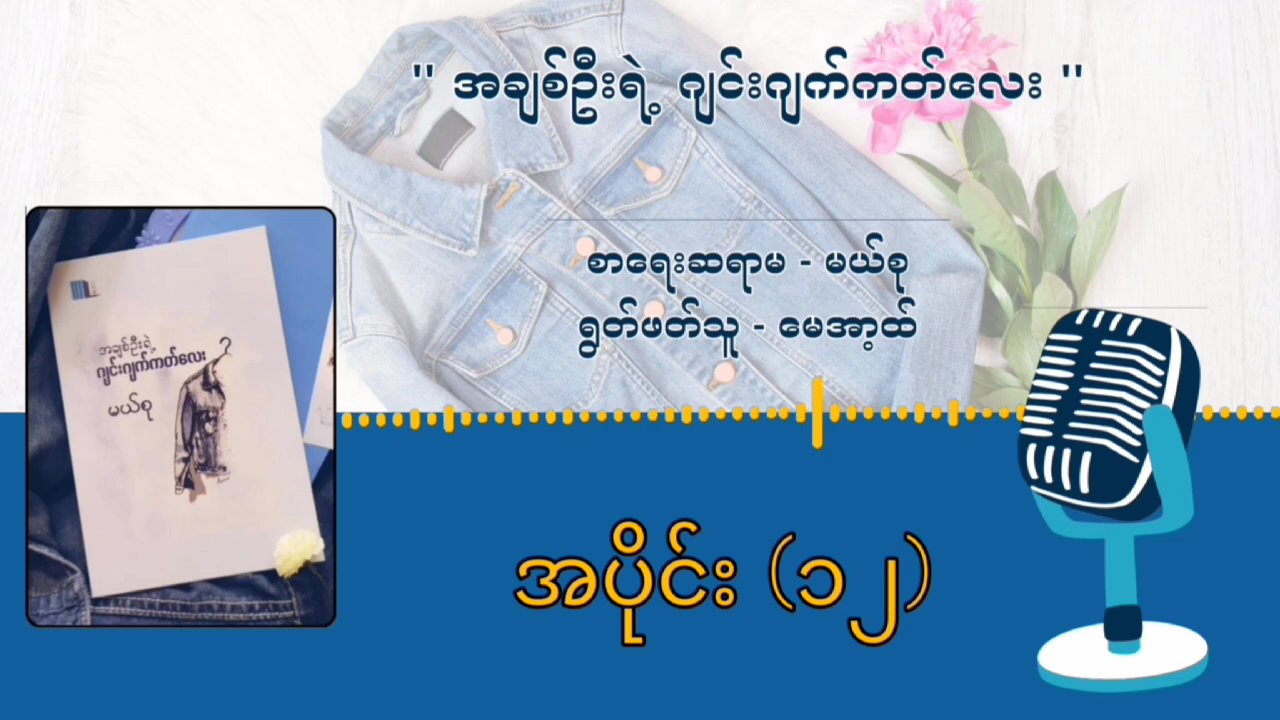 " အချစ်ဦးရဲ့ ဂျင်းဂျက်ကတ်လေး "
စာရေးဆရာမ - မယ်စု
ရွတ်ဖတ်သူ - မေအာ့ထ်
အချစ်ဦးရဲ့
ဂျင်းဂျက်ကတ်လေး
မယ်စု
အပိုင်း (၁၂)